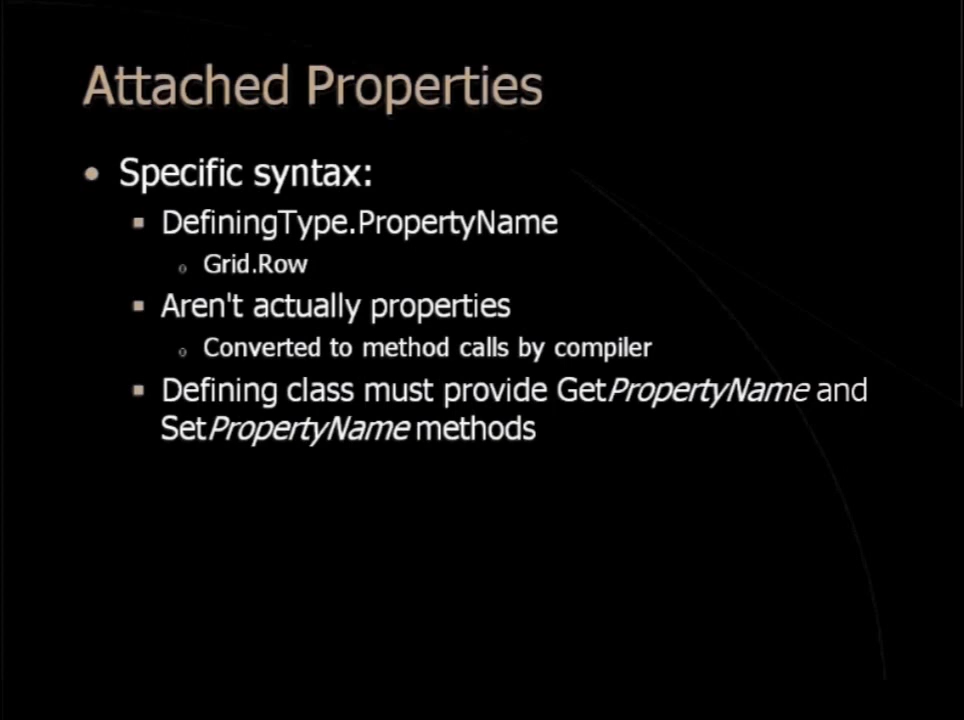 Attached Properties
• Specific syntax:
▪ DefiningType.PropertyName
o Grid.Row
▪ Aren't actually properties
o Converted to method calls by compiler
▪ Defining class must provide GetPropertyName and
SetPropertyName methods